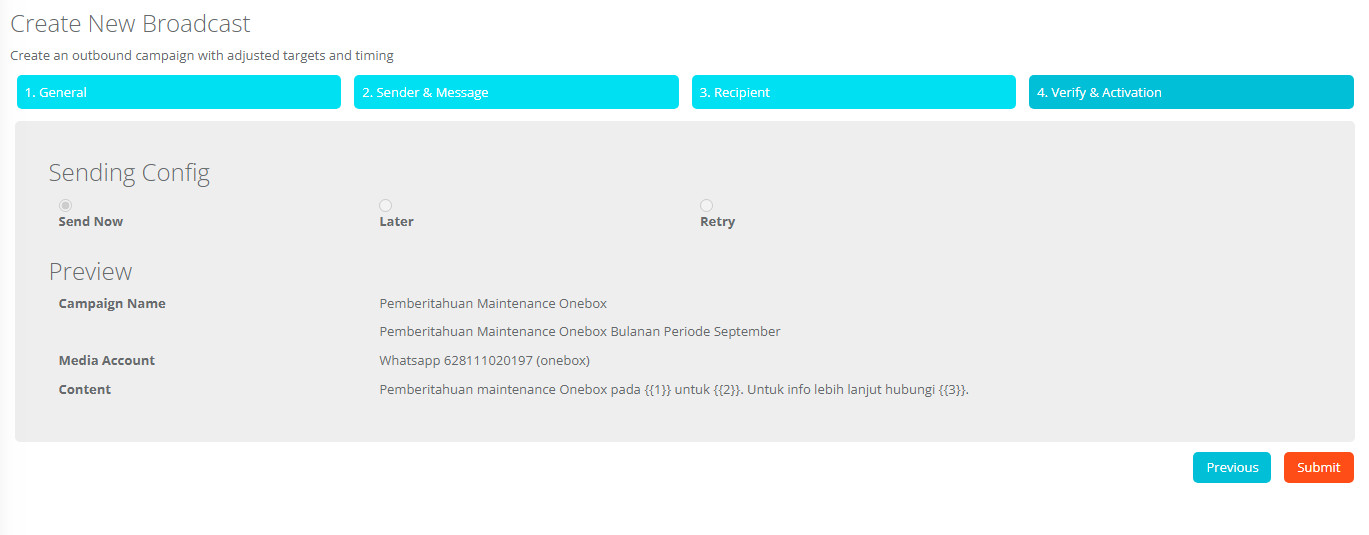 Create New Broadcast
Create an outbound campaign with adjusted targets and timing
1. General
2. Sender & Message
3. Recipient
4. Verify & Activation
Sending Config
Send Now
Later
Retry
Preview
Campaign Name
Pemberitahuan Maintenance Onebox
Pemberitahuan Maintenance Onebox Bulanan Periode September
Media Account
Whatsapp 628111020197 (onebox)
Content
Pemberitahuan maintenance Onebox pada {{1}} untuk {{2}}. Untuk info lebih lanjut hubungi {{3}}.
Previous
Submit